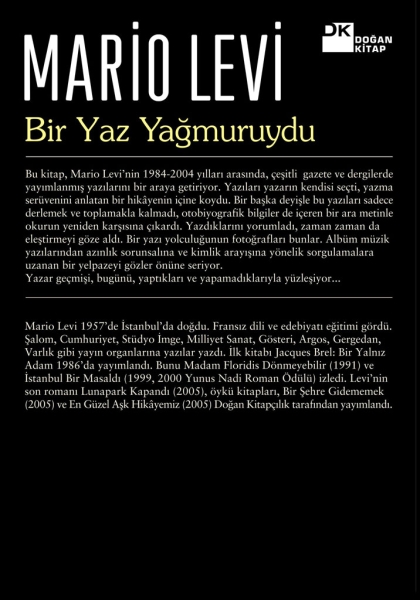 MARİO LEVİ
DK
DOĞAN
KİTAP
Bir Yaz Yağmuruydu
Bu kitap, Mario Levi'nin 1984-2004 yılları arasında, çeşitli gazete ve dergilerde
yayımlanmış yazılarını bir araya getiriyor. Yazıları yazarın kendisi seçti, yazma
serüvenini anlatan bir hikâyenin içine koydu. Bir başka deyişle bu yazıları sadece
derlemek ve toplamakla kalmadı, otobiyografik bilgiler de içeren bir ara metinle
okurun yeniden karşısına çıkardı. Yazdıklarını yorumladı, zaman zaman da
eleştirmeyi göze aldı. Bir yazı yolculuğunun fotoğrafları bunlar. Albüm müzik
yazılarından azınlık sorunsalına ve kimlik arayışına yönelik sorgulamalara
uzanan bir yelpazeyi gözler önüne seriyor.
Yazar geçmişi, bugünü, yaptıkları ve yapamadıklarıyla yüzleşiyor...
Mario Levi 1957'de İstanbul'da doğdu. Fransız dili ve edebiyatı eğitimi gördü.
Şalom, Cumhuriyet, Stüdyo İmge, Milliyet Sanat, Gösteri, Argos, Gergedan,
Varlık gibi yayın organlarına yazılar yazdı. İlk kitabı Jacques Brel: Bir Yalnız
Adam 1986'da yayımlandı. Bunu Madam Floridis Dönmeyebilir (1991) ve
İstanbul Bir Masaldı (1999, 2000 Yunus Nadi Roman Ödülü) izledi. Levi'nin
son romanı Lunapark Kapandı (2005), öykü kitapları, Bir Şehre Gidememek
(2005) ve En Güzel Aşk Hikâyemiz (2005) Doğan Kitapçılık tarafından yayımlandı.